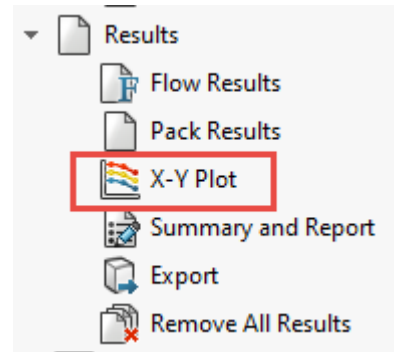 Results
Flow Results
Pack Results
X-Y Plot
Summary and Report
Export
Remove All Results